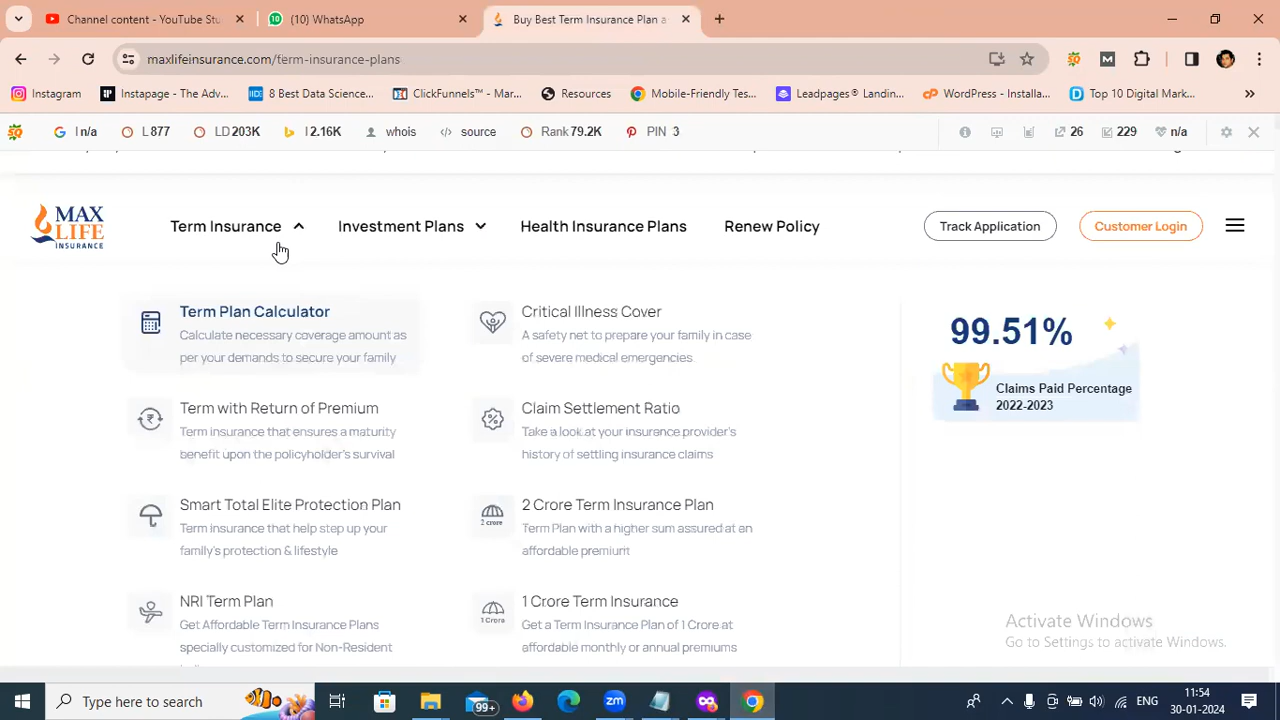 Channel content - YouTube Stu
(10) WhatsApp
Buy Best Term Insurance Plan a
maxlifeinsurance.com/term-insurance-plans
Instagram
Instapage - The Adv...
8 Best Data Science...
ClickFunnels™ – Mar...
Resources
Mobile-Friendly Tes...
Leadpages® Landin...
WordPress - Installa...
Top 10 Digital Mark...
I n/a
L 877
LD 203K
I 2.16K
whois
source
Rank 79.2K
PIN 3
26
229
n/a
MAX
LIFE
INSURANCE
Term Insurance
Investment Plans
Health Insurance Plans
Renew Policy
Track Application
Customer Login
Term Plan Calculator
Calculate necessary coverage amount as
per your demands to secure your family
Critical Illness Cover
A safety net to prepare your family in case
of severe medical emergencies.
99.51%
Claims Paid Percentage
2022-2023
Term with Return of Premium
Term insurance that ensures a maturity
benefit upon the policyholder's survival
Claim Settlement Ratio
Take a look at your insurance provider's
history of settling insurance claims
Smart Total Elite Protection Plan
Term Insurance that help step up your
family's protection & lifestyle
2 crore
2 Crore Term Insurance Plan
Term Plan with a higher sum assured at an
affordable premium
NRI Term Plan
Get Affordable Term Insurance Plans
specially customized for Non-Resident
1 Crore
1 Crore Term Insurance
Get a Term Insurance Plan of 1 Crore at
affordable monthly or annual premiums
Activate Windows
Go to Settings to activate Windows.
Type here to search
99+
zm
ENG
11:54
30-01-2024